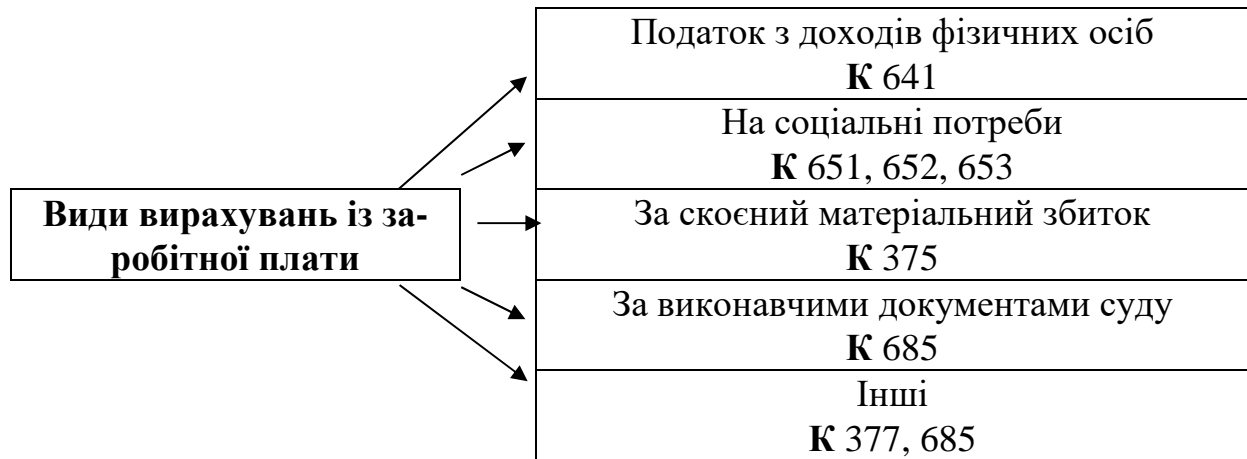 Податок з доходів фізичних осіб
К 641
На соціальні потреби
К 651, 652, 653
Види вирахувань із за-
робітної плати
За скоєний матеріальний збиток
К 375
За виконавчими документами суду
К 685
Інші
К 377, 685